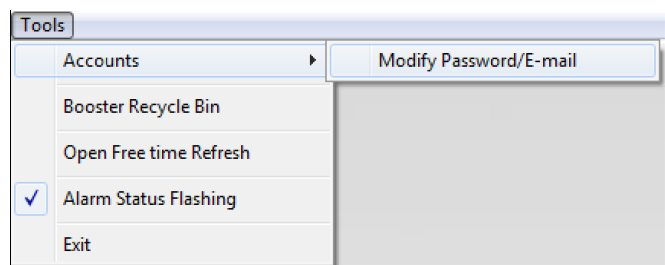 Tools
Accounts
Modify Password/E-mail
Booster Recycle Bin
Open Free time Refresh
Alarm Status Flashing
Exit